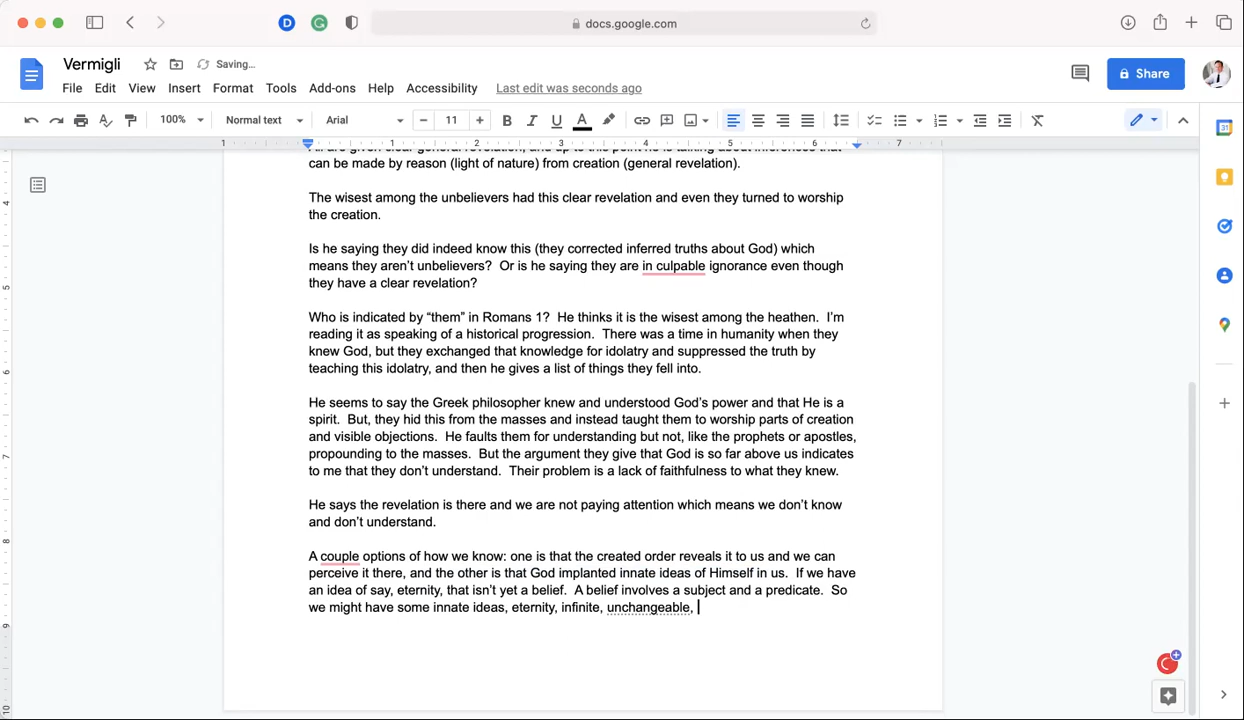 docs.google.com
Vermigli
Saving...
File Edit View Insert Format Tools Add-ons Help Accessibility Last edit was seconds ago
Share
100% Normal text Arial 11
1 1 2 3 4 5 6 7
can be made by reason (light of nature) from creation (general revelation).
The wisest among the unbelievers had this clear revelation and even they turned to worship
the creation.
Is he saying they did indeed know this (they corrected inferred truths about God) which
means they aren't unbelievers?  Or is he saying they are in culpable ignorance even though
they have a clear revelation?
Who is indicated by “them” in Romans 1?  He thinks it is the wisest among the heathen.  I'm
reading it as speaking of a historical progression.  There was a time in humanity when they
knew God, but they exchanged that knowledge for idolatry and suppressed the truth by
teaching this idolatry, and then he gives a list of things they fell into.
He seems to say the Greek philosopher knew and understood God's power and that He is a
spirit.  But, they hid this from the masses and instead taught them to worship parts of creation
and visible objections.  He faults them for understanding but not, like the prophets or apostles,
propounding to the masses.  But the argument they give that God is so far above us indicates
to me that they don't understand.  Their problem is a lack of faithfulness to what they knew.
He says the revelation is there and we are not paying attention which means we don't know
and don't understand.
A couple options of how we know: one is that the created order reveals it to us and we can
perceive it there, and the other is that God implanted innate ideas of Himself in us.  If we have
an idea of say, eternity, that isn't yet a belief.  A belief involves a subject and a predicate.  So
we might have some innate ideas, eternity, infinite, unchangeable,